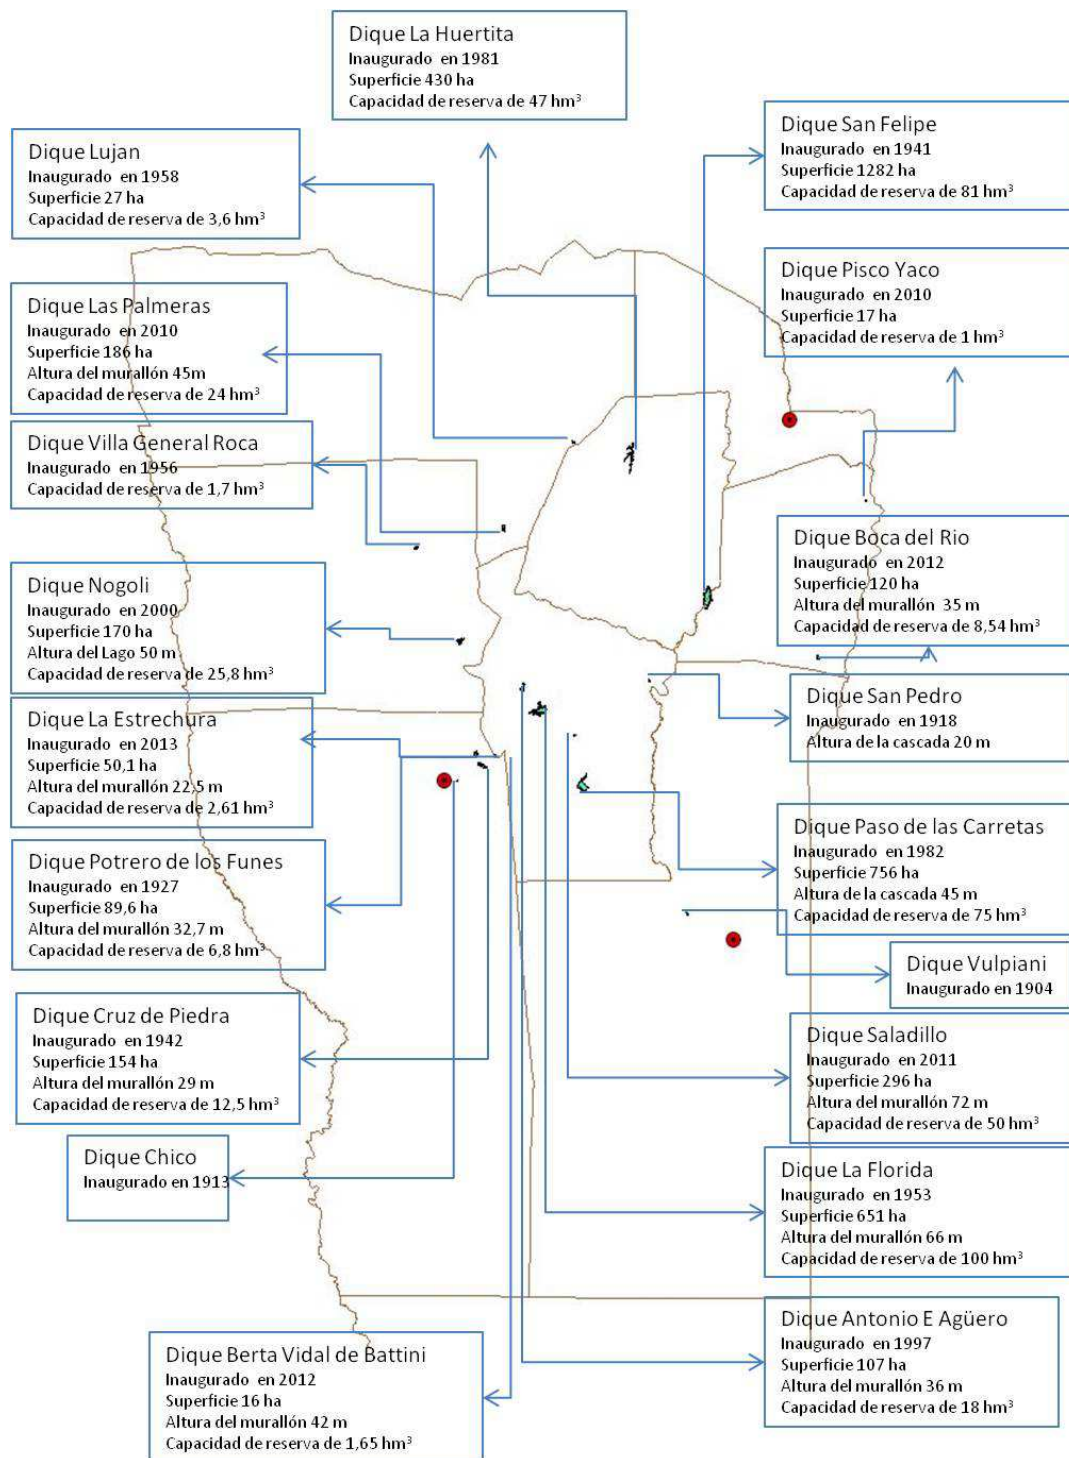 Dique La Huertita
Inaugurado en 1981
Superficie 430 ha
Capacidad de reserva de 47 hm³
Dique Lujan
Inaugurado en 1958
Superficie 27 ha
Capacidad de reserva de 3,6 hm³
Dique San Felipe
Inaugurado en 1941
Superficie 1282 ha
Capacidad de reserva de 81 hm³
Dique Las Palmeras
Inaugurado en 2010
Superficie 186 ha
Altura del murallón 45m
Capacidad de reserva de 24 hm³
Dique Pisco Yaco
Inaugurado en 2010
Superficie 17 ha
Capacidad de reserva de 1 hm³
Dique Villa General Roca
Inaugurado en 1956
Capacidad de reserva de 1,7 hm³
Dique Boca del Rio
Inaugurado en 2012
Superficie 120 ha
Altura del murallón 35 m
Capacidad de reserva de 8,54 hm³
Dique Nogoli
Inaugurado en 2000
Superficie 170 ha
Altura del Lago 50 m
Capacidad de reserva de 25,8 hm³
Dique San Pedro
Inaugurado en 1918
Altura de la cascada 20 m
Dique La Estrechura
Inaugurado en 2013
Superficie 50,1 ha
Altura del murallón 22,5 m
Capacidad de reserva de 2,61 hm³
Dique Paso de las Carretas
Inaugurado en 1982
Superficie 756 ha
Altura de la cascada 45 m
Capacidad de reserva de 75 hm³
Dique Potrero de los Funes
Inaugurado en 1927
Superficie 89,6 ha
Altura del murallón 32,7 m
Capacidad de reserva de 6,8 hm³
Dique Vulpiani
Inaugurado en 1904
Dique Cruz de Piedra
Inaugurado en 1942
Superficie 154 ha
Altura del murallón 29 m
Capacidad de reserva de 12,5 hm³
Dique Saladillo
Inaugurado en 2011
Superficie 296 ha
Altura del murallón 72 m
Capacidad de reserva de 50 hm³
Dique Chico
Inaugurado en 1913
Dique La Florida
Inaugurado en 1953
Superficie 651 ha
Altura del murallón 66 m
Capacidad de reserva de 100 hm³
Dique Berta Vidal de Battini
Inaugurado en 2012
Superficie 16 ha
Altura del murallón 42 m
Capacidad de reserva de 1,65 hm³
Dique Antonio E Agüero
Inaugurado en 1997
Superficie 107 ha
Altura del murallón 36 m
Capacidad de reserva de 18 hm³